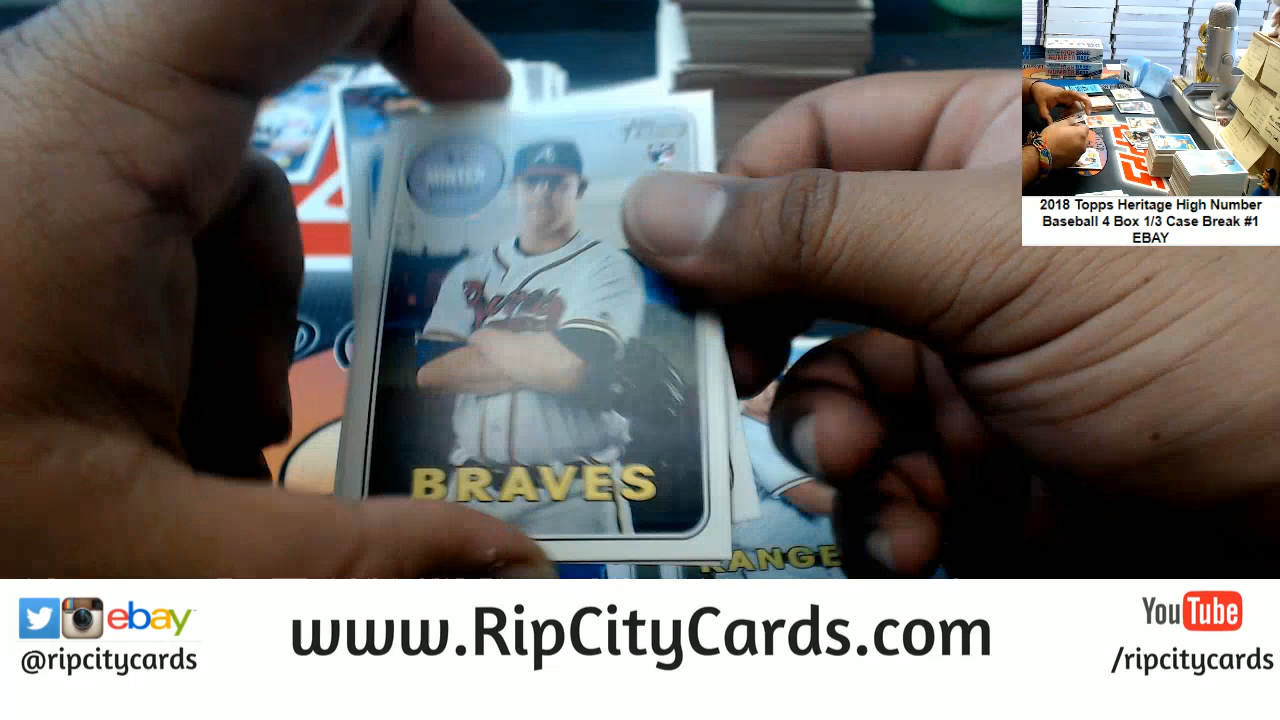 2018 Topps Heritage High Number
Baseball 4 Box 1/3 Case Break #1
EBAY
BRAVES
RANGE
ebay
@ripcitycards
www.RipCityCards.com
YouTube
/ripcitycards